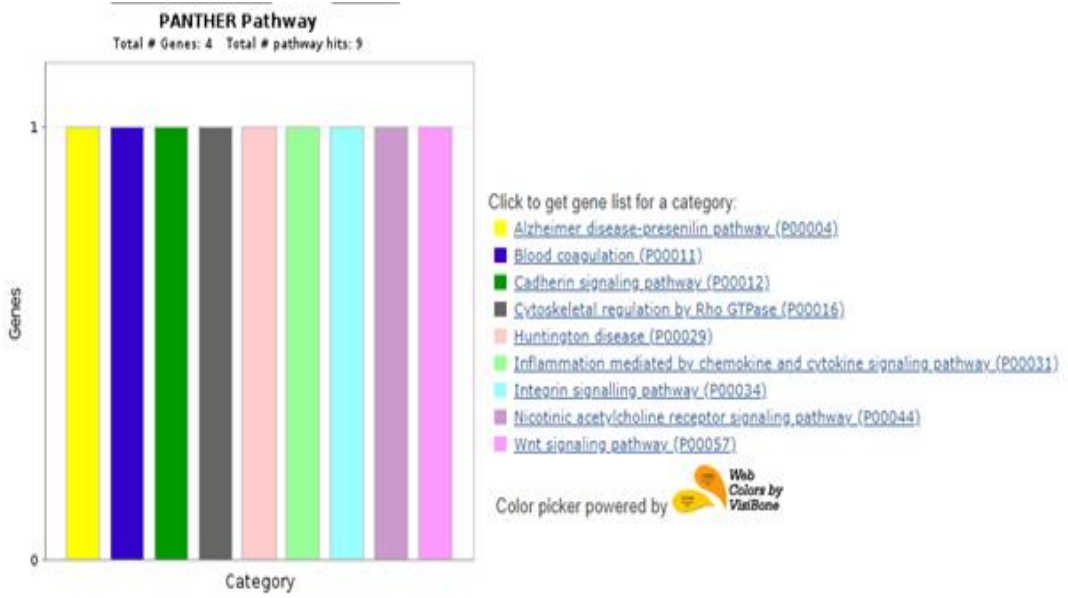 PANTHER Pathway
Total # Genes: 4 Total # pathway hits: 9
1
0
Genes
Category
Click to get gene list for a category:
Alzheimer disease-presenilin pathway (P00004)
Blood coagulation (P00011)
Cadherin signaling pathway (P00012)
Cytoskeletal regulation by Rho GTPase (P00016)
Huntington disease (P00029)
Inflammation mediated by chemokine and cytokine signaling pathway (P00031)
Integrin signalling pathway (P00034)
Nicotinic acetylcholine receptor signaling pathway (P00044)
Wnt signaling pathway (P00057)
Color picker powered by
Web
Colors by
VisiBone